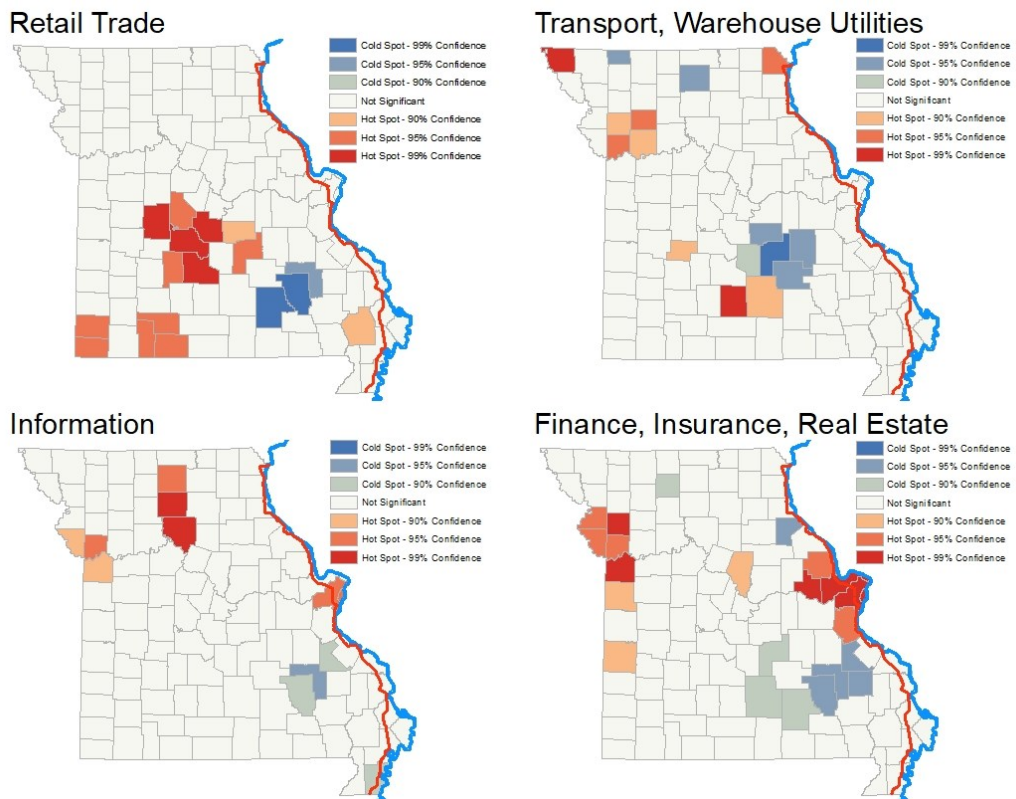 Retail Trade
Cold Spot - 99% Confidence
Cold Spot - 95% Confidence
Cold Spot - 90% Confidence
Not Significant
Hot Spot - 90% Confidence
Hot Spot - 95% Confidence
Hot Spot - 99% Confidence
Transport, Warehouse Utilities
Cold Spot - 99% Confidence
Cold Spot - 95% Confidence
Cold Spot - 90% Confidence
Not Significant
Hot Spot - 90% Confidence
Hot Spot - 95% Confidence
Hot Spot - 99% Confidence
Information
Cold Spot - 99% Confidence
Cold Spot - 95% Confidence
Cold Spot - 90% Confidence
Not Significant
Hot Spot - 90% Confidence
Hot Spot - 95% Confidence
Hot Spot - 99% Confidence
Finance, Insurance, Real Estate
Cold Spot - 99% Confidence
Cold Spot - 95% Confidence
Cold Spot - 90% Confidence
Not Significant
Hot Spot - 90% Confidence
Hot Spot - 95% Confidence
Hot Spot - 99% Confidence